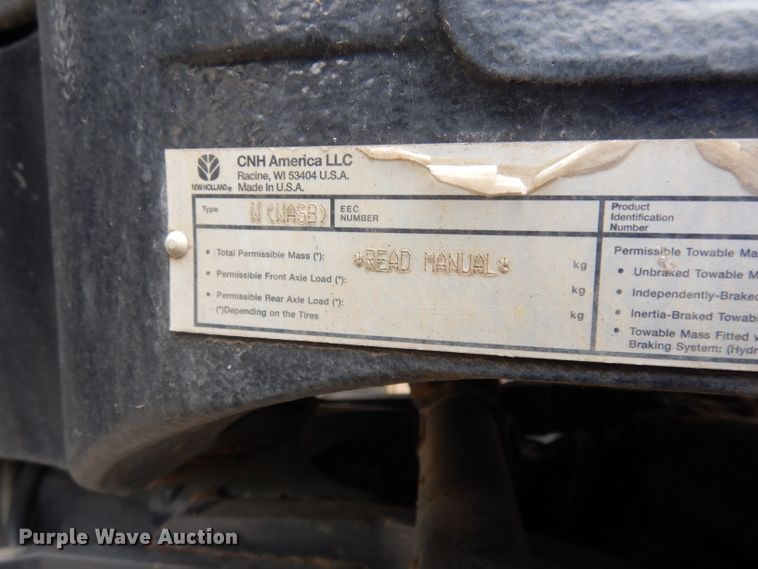 CNH America LLC
Racine, WI 53404 U.S.A.
NEW HOLLAND® Made in U.S.A.
Type N(NASB)
EEC NUMBER
Product Identification Number
• Total Permissible Mass (*): *READ MANUAL* kg
• Permissible Front Axle Load (*): kg
• Permissible Rear Axle Load (*): kg
(*)Depending on the Tires
Permissible Towable Ma
• Unbraked Towable M
• Independently-Braked
• Inertia-Braked Towabl
• Towable Mass Fitted w
Braking System: (Hydr
Purple Wave Auction®